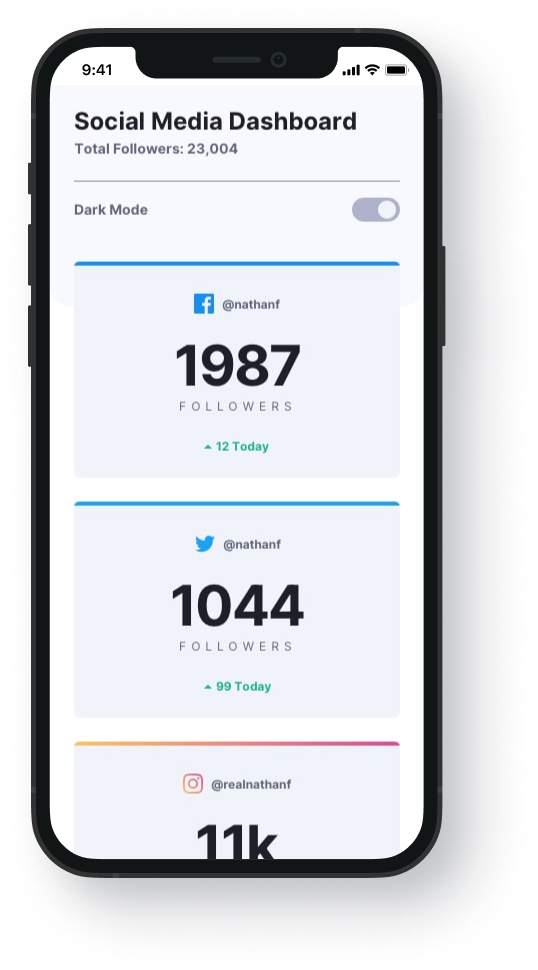 9:41
Social Media Dashboard
Total Followers: 23,004
Dark Mode
@nathanf
1987
FOLLOWERS
12 Today
@nathanf
1044
FOLLOWERS
99 Today
@realnathanf
11k